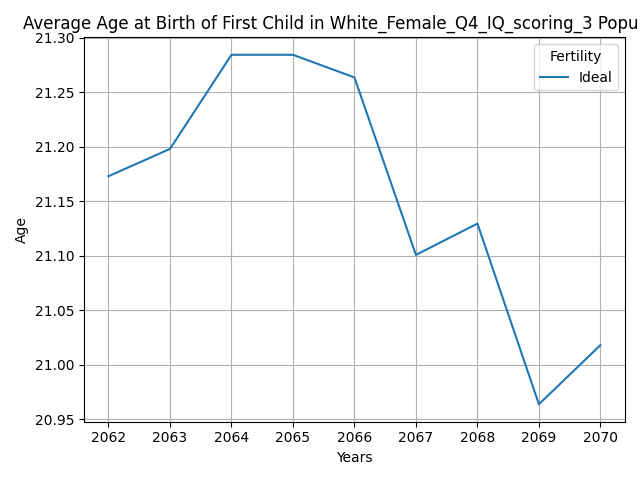 Average Age at Birth of First Child in White_Female_Q4_IQ_scoring_3 Popu
21.30
21.25
21.20
21.15
21.10
21.05
21.00
20.95
Age
Fertility
Ideal
2062 2063 2064 2065 2066 2067 2068 2069 2070
Years